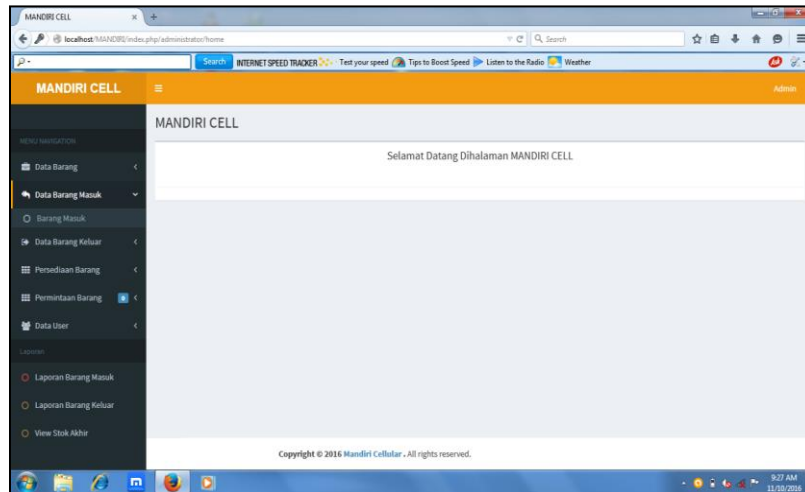 MANDIRI CELL
localhost/MANDIRI/index.php/administrator/home
Search
Search INTERNET SPEED TRACKER Test your speed Tips to Boost Speed Listen to the Radio Weather
MANDIRI CELL
Admin
MANDIRI CELL
Selamat Datang Dihalaman MANDIRI CELL
MENU NAVIGATION
Data Barang
Data Barang Masuk
Barang Masuk
Data Barang Keluar
Persediaan Barang
Permintaan Barang 0
Data User
Laporan
Laporan Barang Masuk
Laporan Barang Keluar
View Stok Akhir
Copyright © 2016 Mandiri Cellular. All rights reserved.
9:27 AM
11/10/2016